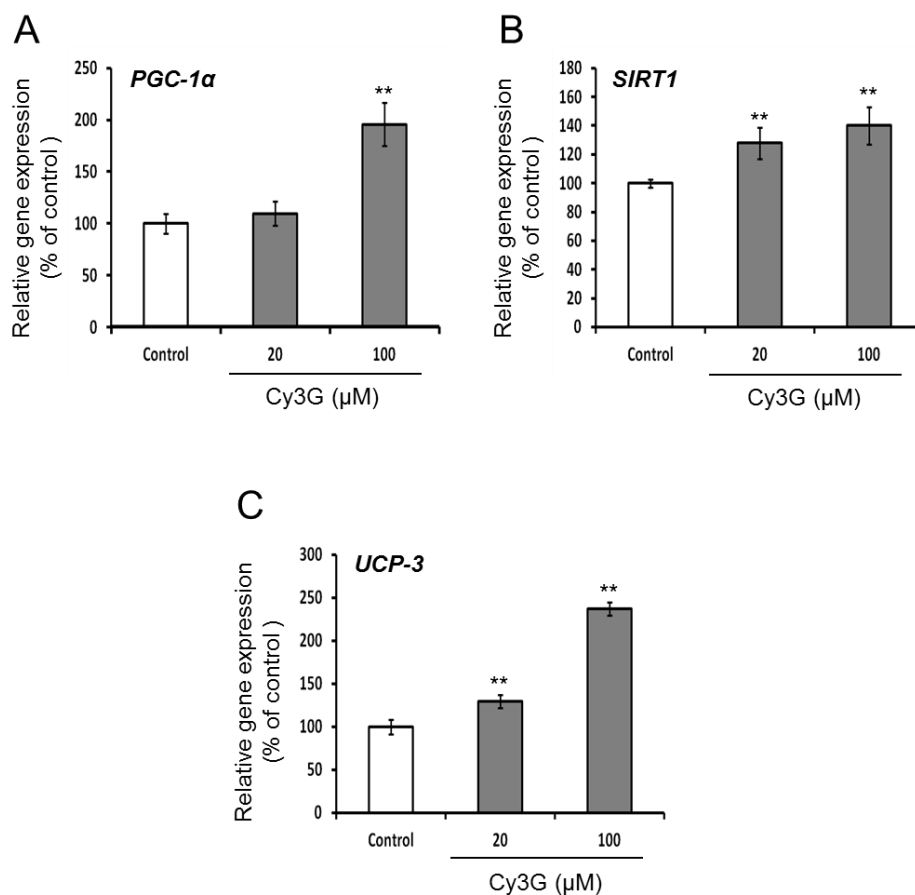 A
PGC-1α
Relative gene expression
(% of control)
250
200
150
100
50
0
**
Control
20
100
Cy3G (μM)
B
SIRT1
Relative gene expression
(% of control)
180
160
140
120
100
80
60
40
20
0
**
**
Control
20
100
Cy3G (μM)
C
UCP-3
Relative gene expression
(% of control )
300
250
200
150
100
50
0
**
**
Control
20
100
Cy3G (μM)